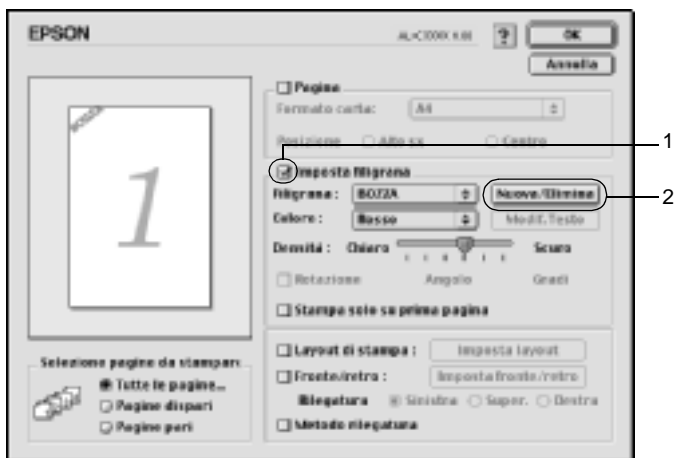 EPSON
?
OK
Annulla
Pagine
Formato carta: A4
Posizione Alto sx Centro
1
Imposta filigrana
Filigrana: BOZZA Nuova/Elimina
2
Colore: Rosso Modif. Testo
Densità: Chiaro Scuro
Rotazione Angolo Gradi
Stampa solo su prima pagina
BOZZA
1
Layout di stampa: Imposta layout
Fronte/retro: Imposta fronte/retro
Rilegatura Sinistra Super. Destra
Metodo rilegatura
Selezione pagine da stampare
Tutte le pagine...
Pagine dispari
Pagine pari